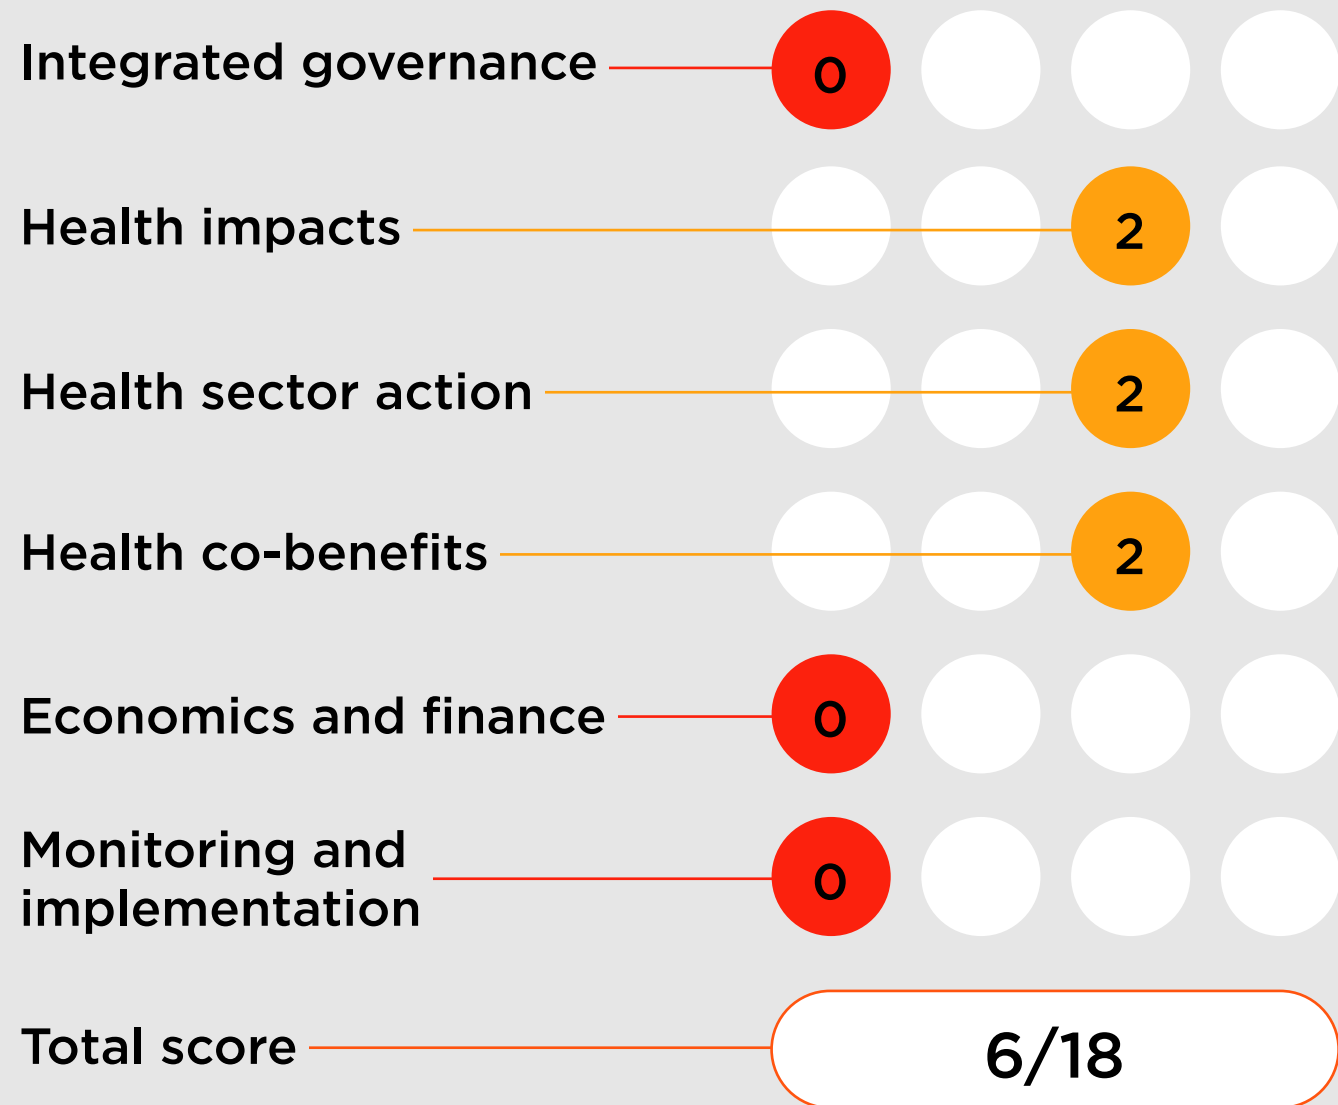 Integrated governance 0
Health impacts 2
Health sector action 2
Health co-benefits 2
Economics and finance 0
Monitoring and
implementation 0
Total score 6/18